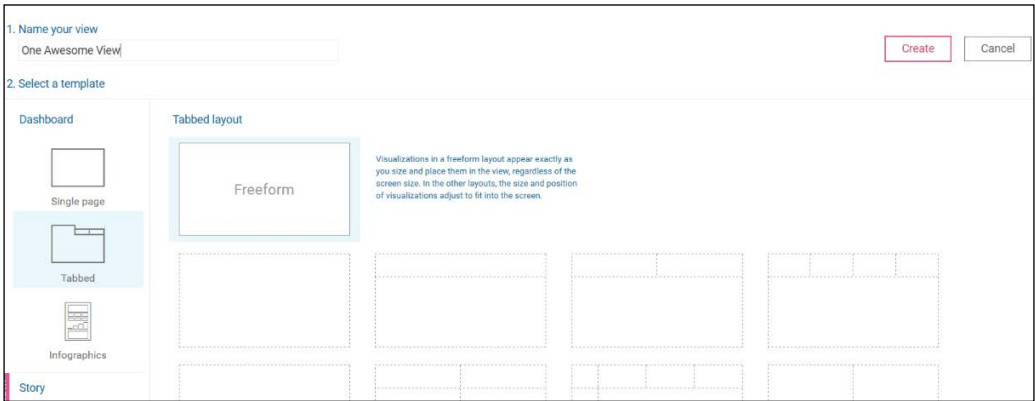 1. Name your view
One Awesome View
Create
Cancel
2. Select a template
Dashboard
Tabbed layout
Single page
Tabbed
Infographics
Story
Freeform
Visualizations in a freeform layout appear exactly as
you size and place them in the view, regardless of the
screen size. In the other layouts, the size and position
of visualizations adjust to fit into the screen.